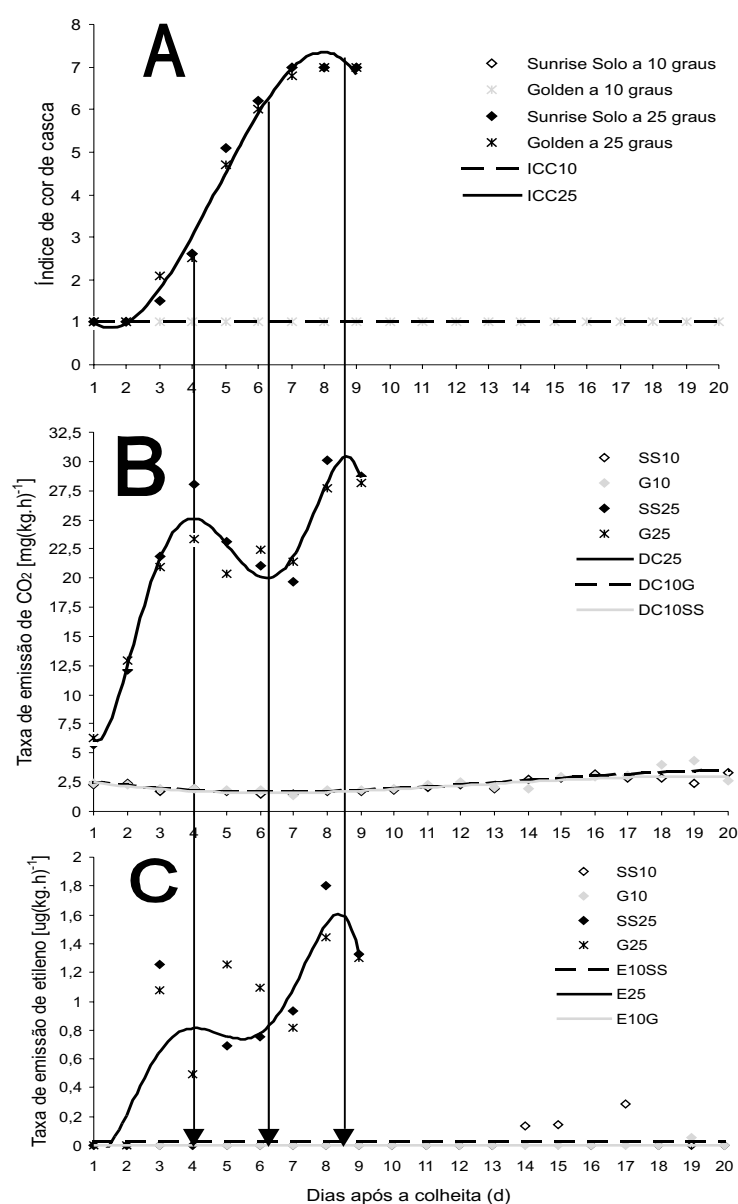 A
Índice de cor de casca
8
7
6
5
4
3
2
1
0
1 2 3 4 5 6 7 8 9 10 11 12 13 14 15 16 17 18 19 20
Sunrise Solo a 10 graus
Golden a 10 graus
Sunrise Solo a 25 graus
Golden a 25 graus
ICC10
ICC25
B
Taxa de emissão de CO2 [mg(kg.h)-1]
32,5
30
27,5
25
22,5
20
17,5
15
12,5
10
7,5
5
2,5
0
1 2 3 4 5 6 7 8 9 10 11 12 13 14 15 16 17 18 19 20
SS10
G10
SS25
G25
DC25
DC10G
DC10SS
C
Taxa de emissão de etileno [ug(kg.h)-1]
2
1,8
1,6
1,4
1,2
1
0,8
0,6
0,4
0,2
0
1 2 3 4 5 6 7 8 9 10 11 12 13 14 15 16 17 18 19 20
SS10
G10
SS25
G25
E10SS
E25
E10G
Dias após a colheita (d)